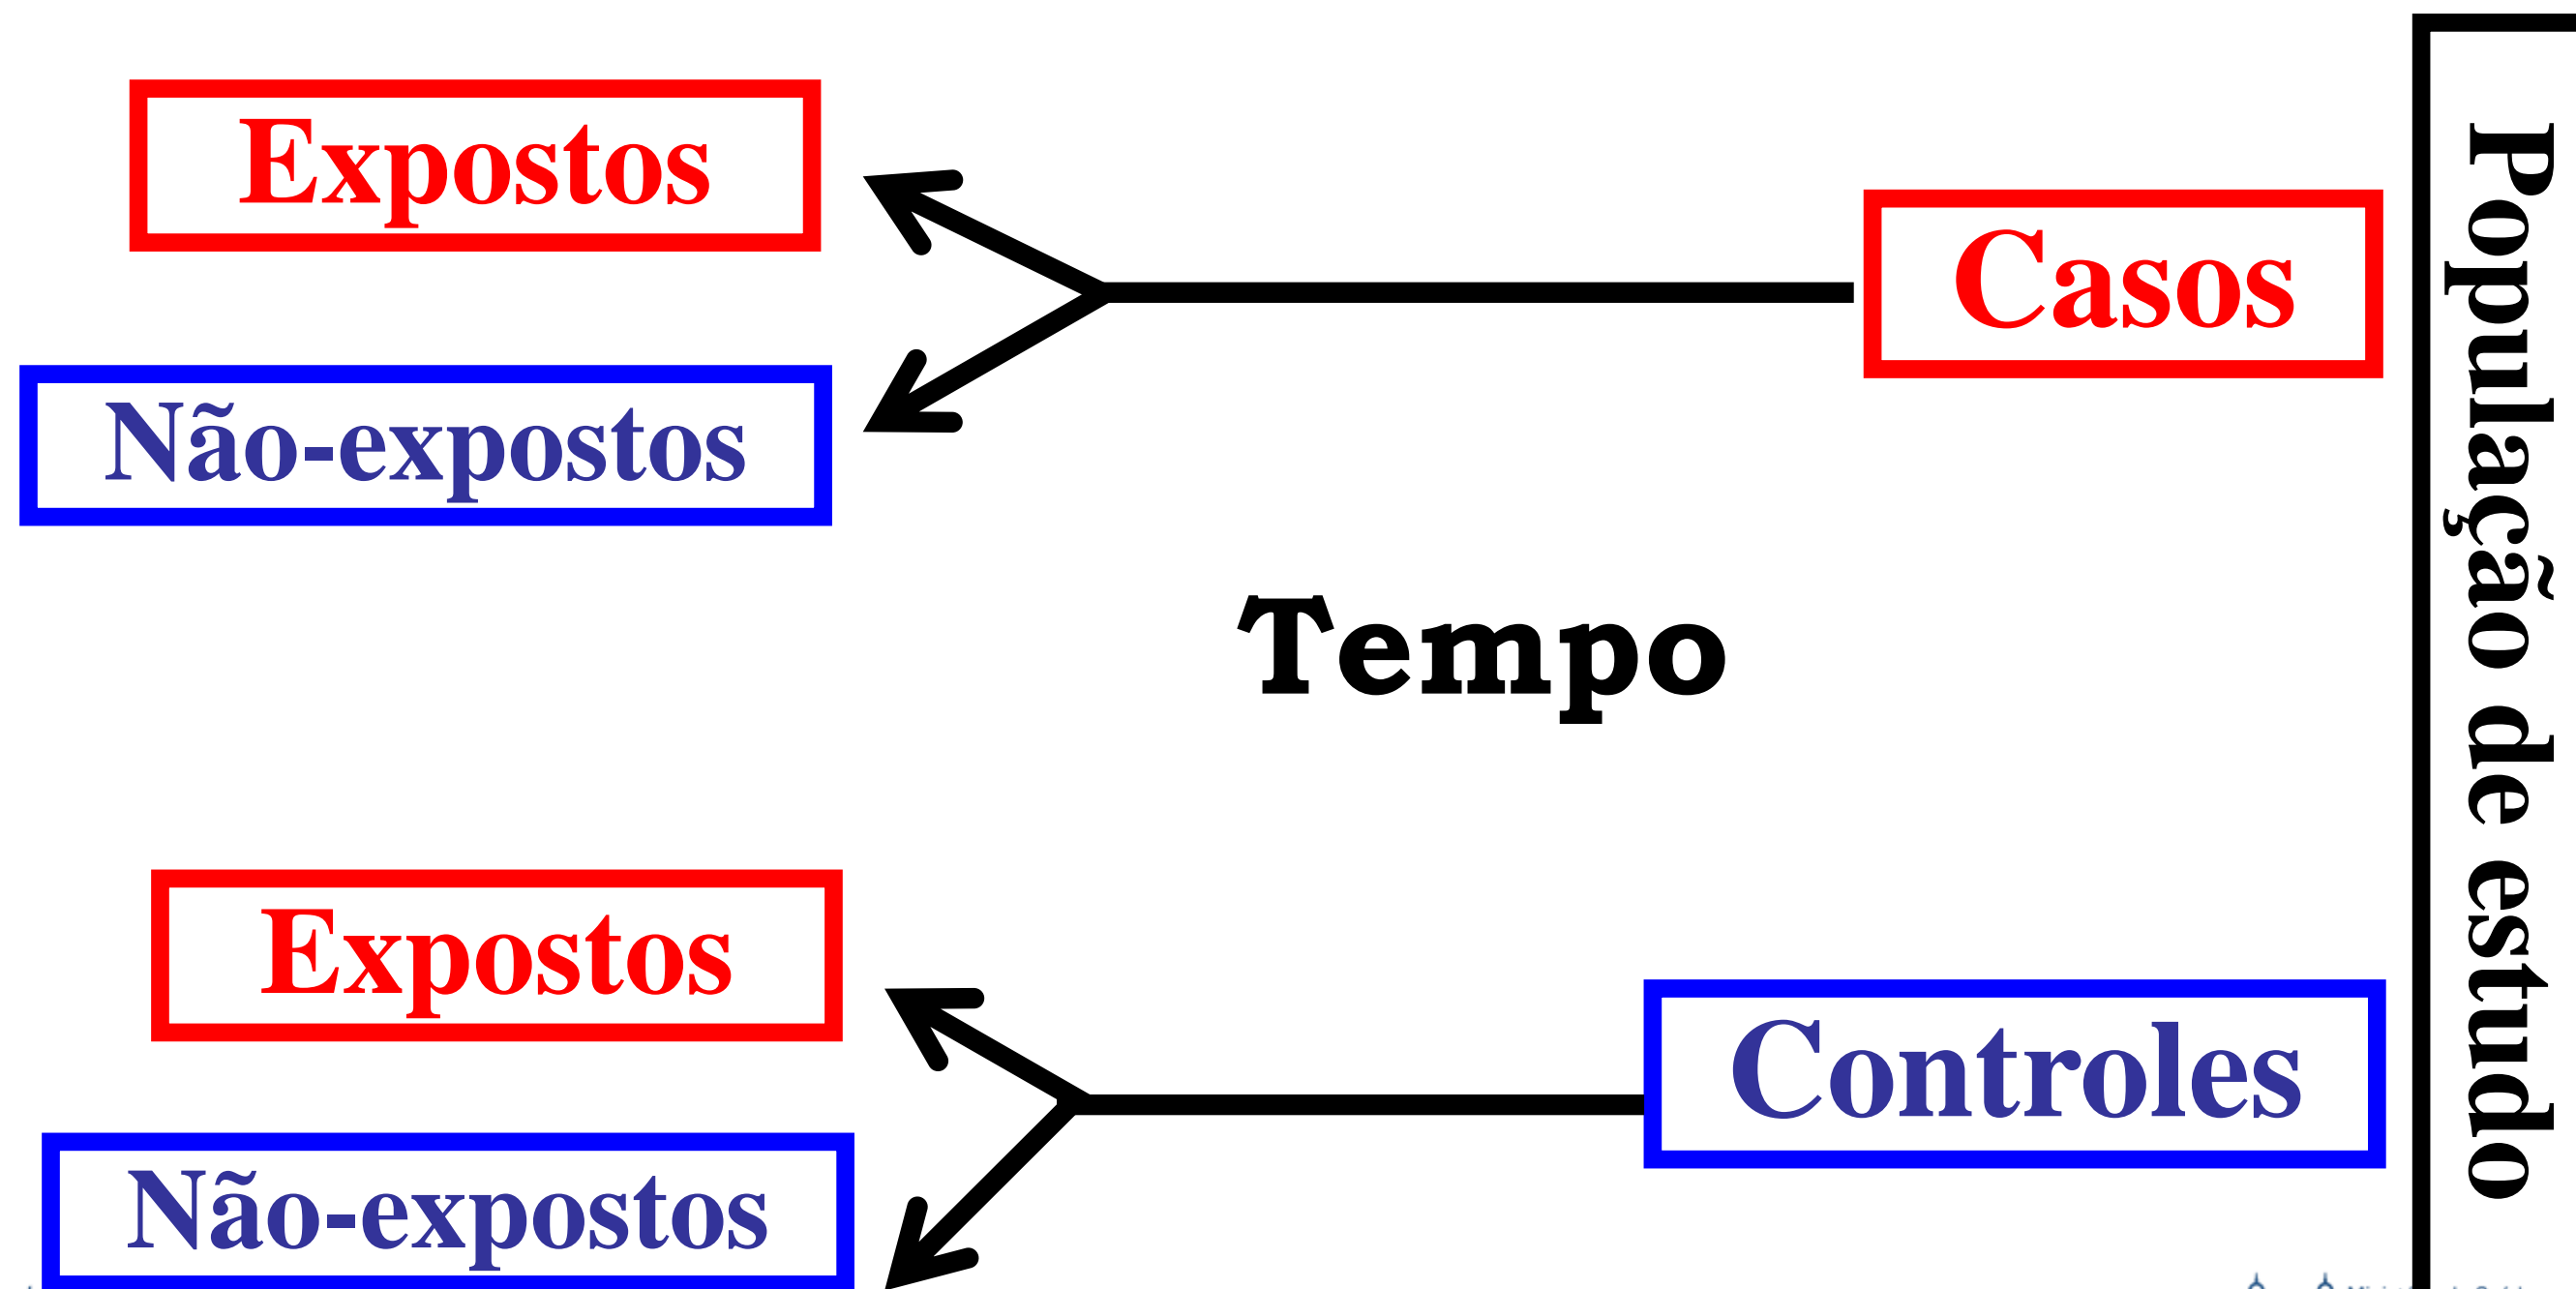 Expostos
Casos
Não-expostos
Tempo
Expostos
Controles
Não-expostos
População de estudo